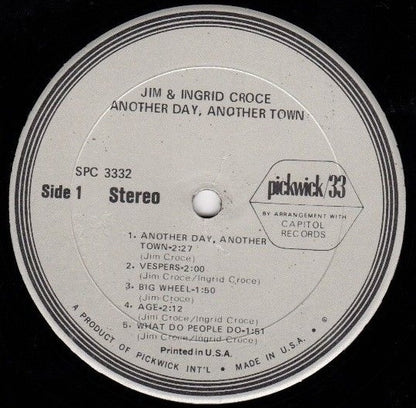 JIM & INGRID CROCE
ANOTHER DAY, ANOTHER TOWN
SPC 3332
Side 1 Stereo
pickwick/33
BY ARRANGEMENT WITH
CAPITOL
RECORDS
1. ANOTHER DAY, ANOTHER
TOWN-2:27
(Jim Croce)
2. VESPERS-2:00
(Jim Croce/Ingrid Croce)
3. BIG WHEEL-1:50
(Jim Croce)
4. AGE-2:12
(Jim Croce/Ingrid Croce)
5. WHAT DO PEOPLE DO-1:51
(Jim Croce/Ingrid Croce)
Printed in U.S.A.
A PRODUCT OF PICKWICK INT'L • MADE IN U.S.A. • ℗